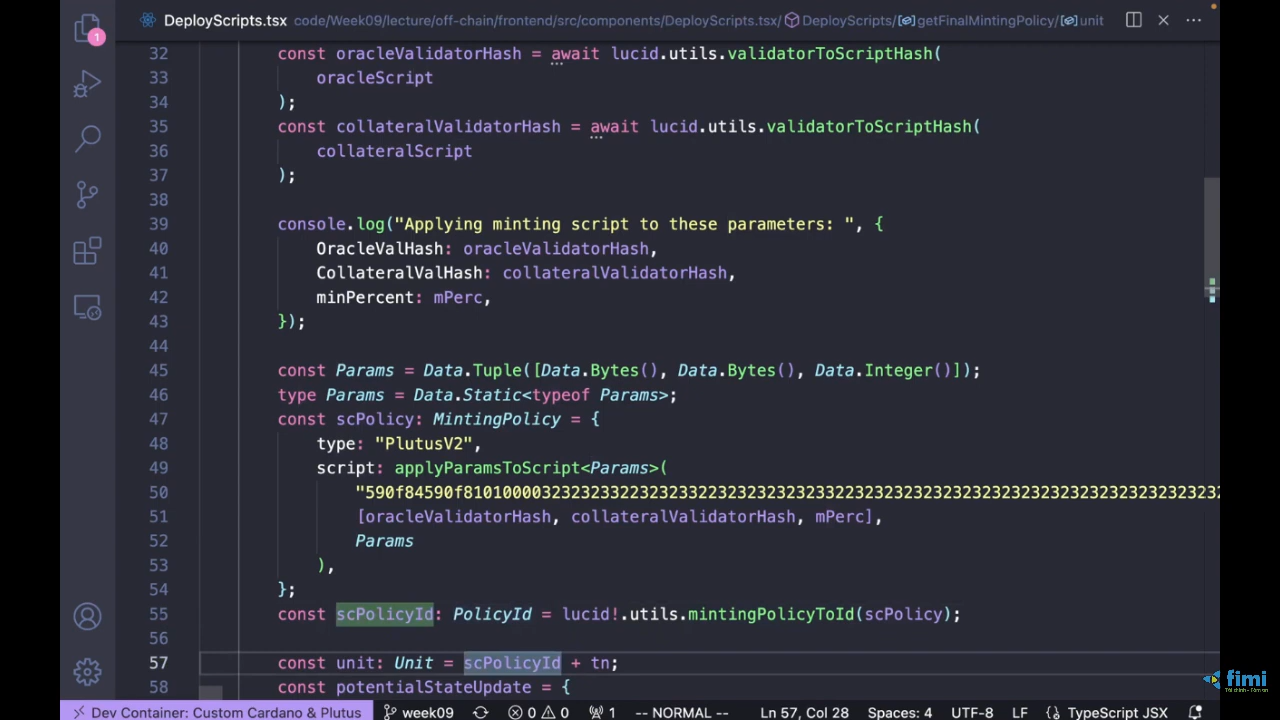 DeployScripts.tsx code/Week09/lecture/off-chain/frontend/src/components/DeployScripts.tsx/ DeployScripts/ getFinalMintingPolicy/ unit ...
1
32 const oracleValidatorHash = await lucid.utils.validatorToScriptHash(
33 oracleScript
34 );
35 const collateralValidatorHash = await lucid.utils.validatorToScriptHash(
36 collateralScript
37 );
38
39 console.log("Applying minting script to these parameters: ", {
40 OracleValHash: oracleValidatorHash,
41 CollateralValHash: collateralValidatorHash,
42 minPercent: mPerc,
43 });
44
45 const Params = Data.Tuple([Data.Bytes(), Data.Bytes(), Data.Integer()]);
46 type Params = Data.Static<typeof Params>;
47 const scPolicy: MintingPolicy = {
48 type: "PlutusV2",
49 script: applyParamsToScript<Params>(
50
51 [oracleValidatorHash, collateralValidatorHash, mPerc],
52 Params
53 ),
54 };
55 const scPolicyId: PolicyId = lucid!.utils.mintingPolicyToId(scPolicy);
56
57 const unit: Unit = scPolicyId + tn;
58 const potentialStateUpdate = {
Dev Container: Custom Cardano & Plutus week09 0 0 1 -- NORMAL -- Ln 57, Col 28 Spaces: 4 UTF-8 LF {} TypeScript JSX
fimi